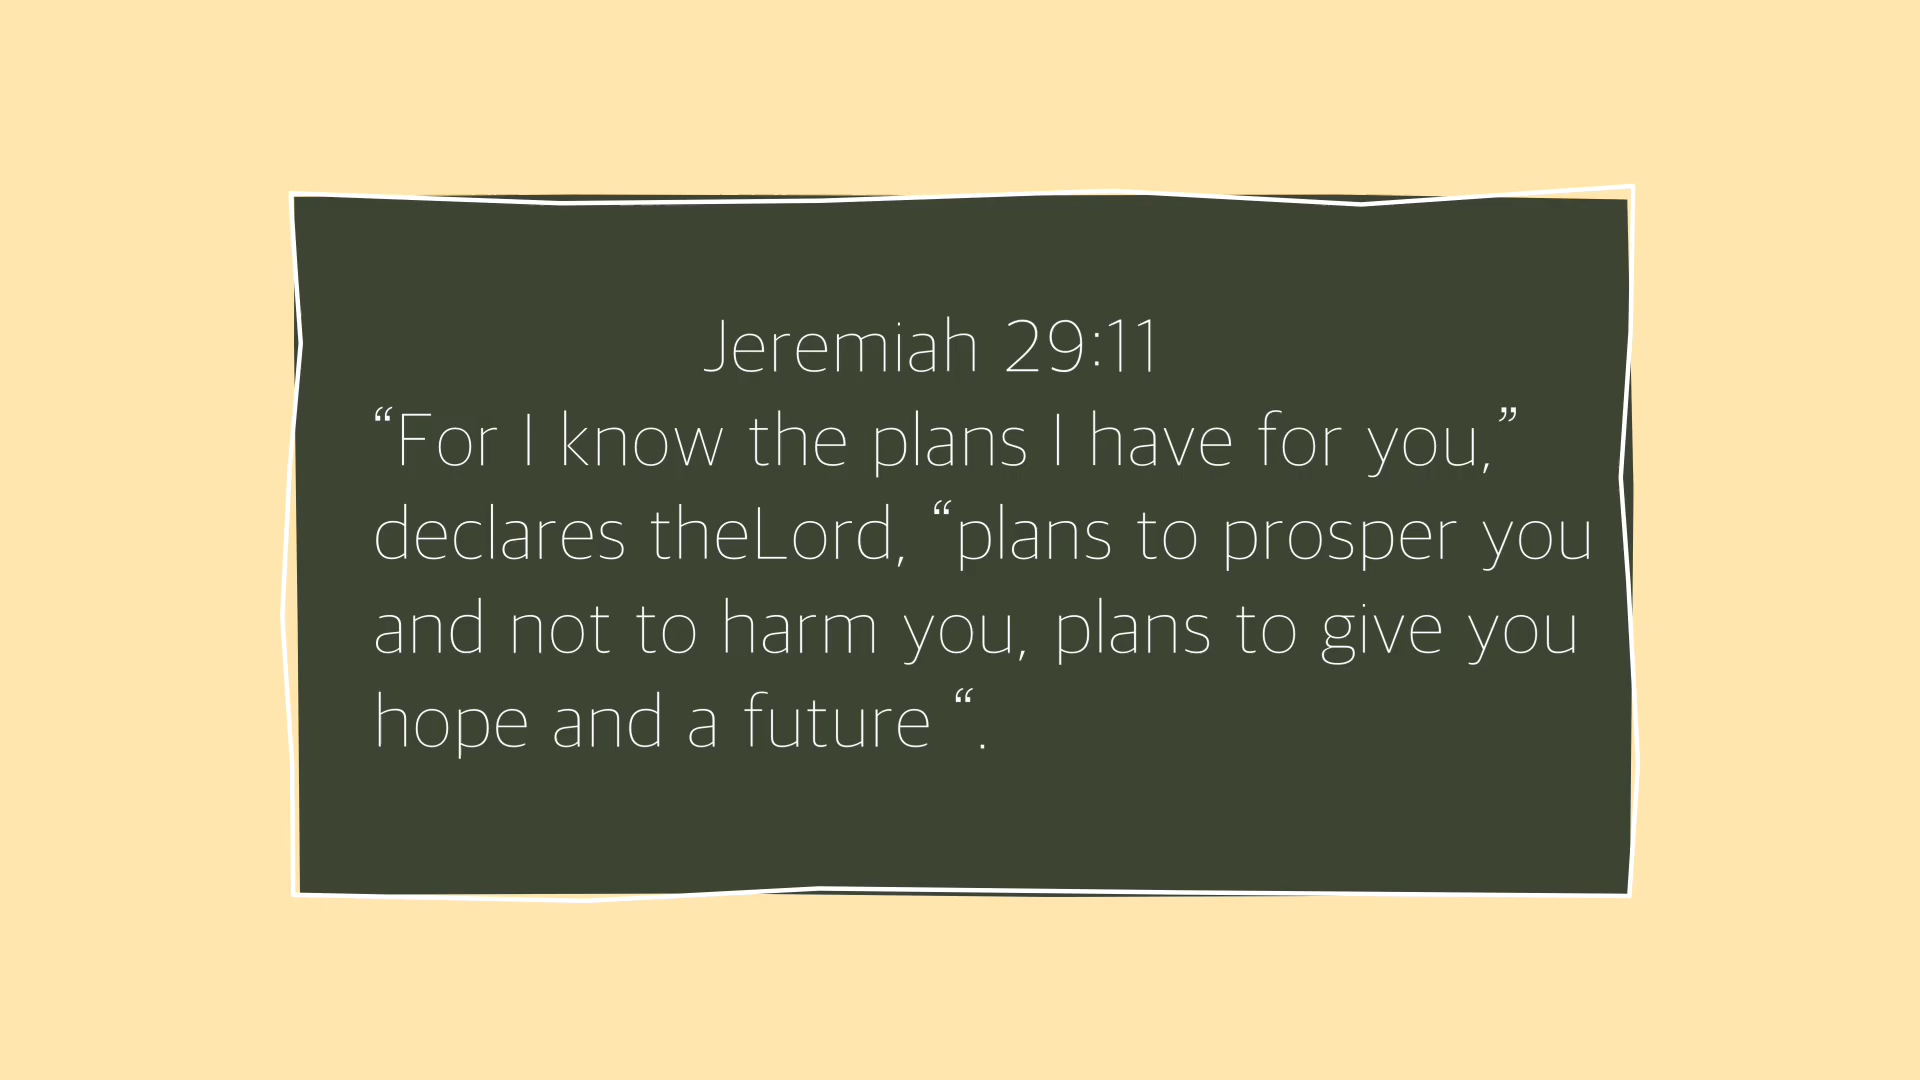 Jeremiah 29:11
“For I know the plans I have for you,”
declares theLord, “plans to prosper you
and not to harm you, plans to give you
hope and a future “.